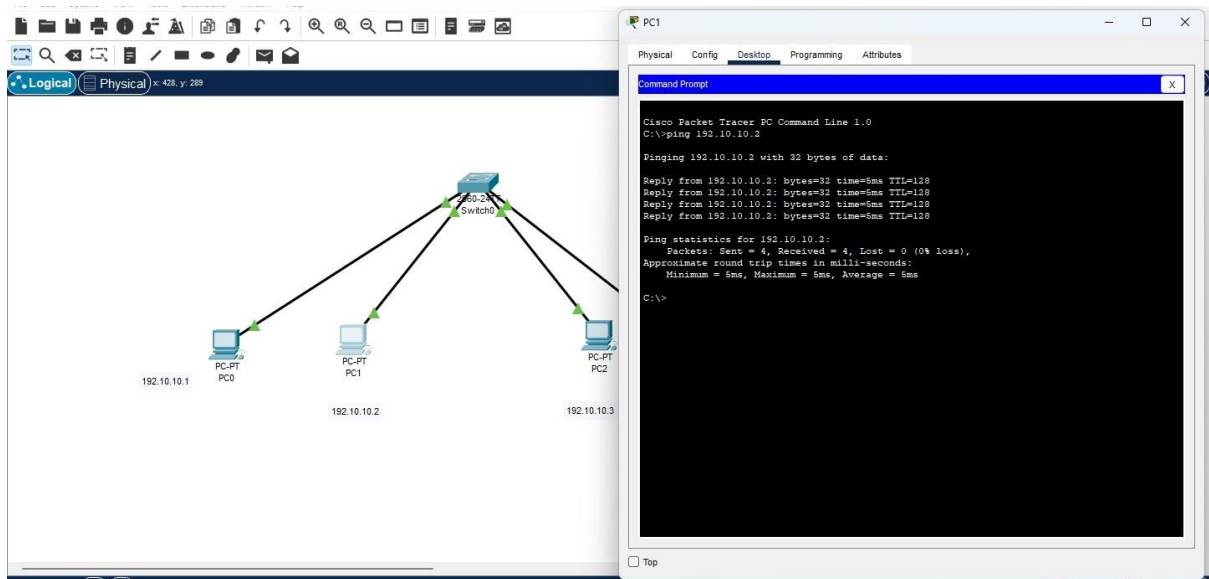 PC1
Physical Config Desktop Programming Attributes
Logical Physical x: 428, y: 289
Command Prompt X
Cisco Packet Tracer PC Command Line 1.0
C:\>ping 192.10.10.2
Pinging 192.10.10.2 with 32 bytes of data:
Reply from 192.10.10.2: bytes=32 time=5ms TTL=128
Reply from 192.10.10.2: bytes=32 time=5ms TTL=128
Reply from 192.10.10.2: bytes=32 time=5ms TTL=128
Reply from 192.10.10.2: bytes=32 time=5ms TTL=128
Ping statistics for 192.10.10.2:
Packets: Sent = 4, Received = 4, Lost = 0 (0% loss),
Approximate round trip times in milli-seconds:
Minimum = 5ms, Maximum = 5ms, Average = 5ms
C:\>
Switch0
PC-PT
PC0
192.10.10.1
PC-PT
PC1
192.10.10.2
PC-PT
PC2
192.10.10.3
Top